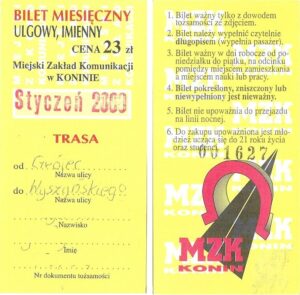 BILET MIESIĘCZNY
ULGOWY, IMIENNY
CENA 23 zł
Miejski Zakład Komunikacji
w KONINIE
Styczeń 2000
TRASA
od
Nazwa ulicy
do Wyszyńskiego
Nazwa ulicy
Nazwisko
Imię
Nr dokumentu tożsamości
1. Bilet ważny tylko z dowodem
tożsamości ze zdjęciem.
2. Bilet należy wypełnić czytelnie
długopisem (wypełnia pasażer).
3. Bilet ważny w dni robocze od po-
niedziałku do piątku, na odcinku
pomiędzy miejscem zamieszkania
i miejscem nauki lub pracy.
4. Bilet pokreślony, zniszczony lub
niewypełniony jest nieważny.
5. Bilet nie upoważnia do przejazdu
na linii nocnej.
6. Do zakupu upoważniona jest mło-
dzież ucząca się do 21 roku życia
oraz studenci.
001627
MZK
KONIN